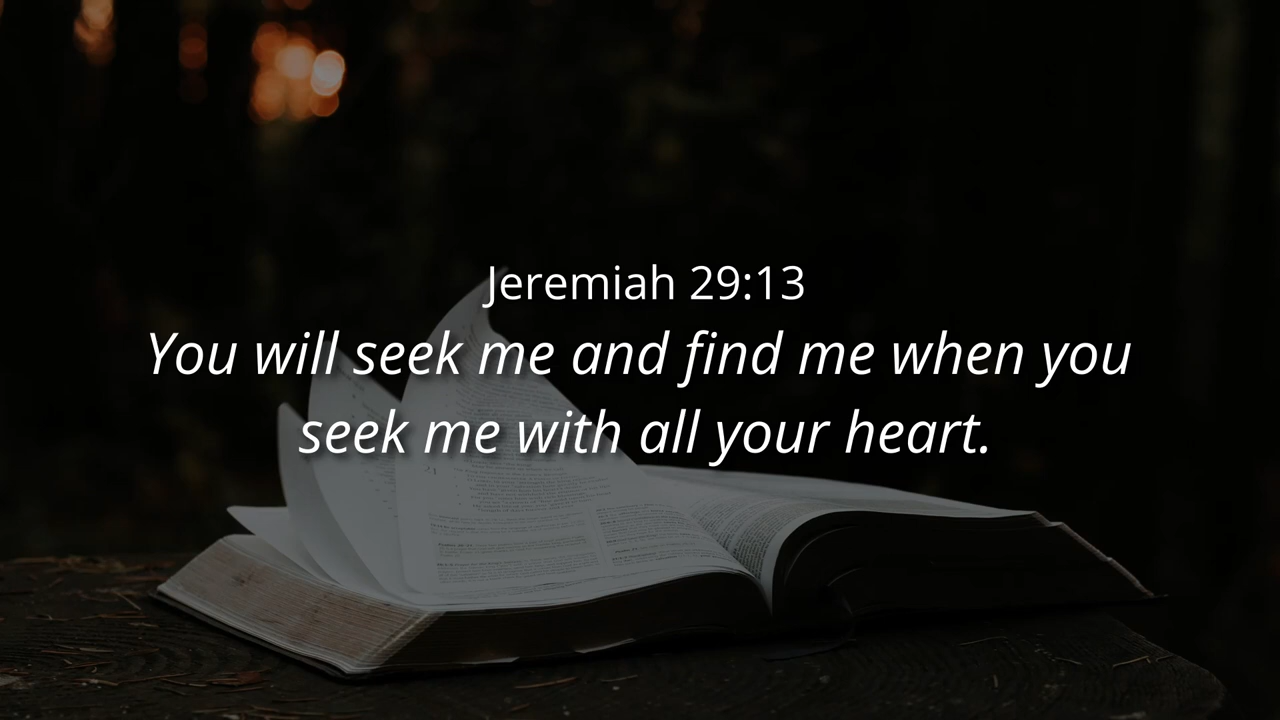 Jeremiah 29:13
You will seek me and find me when you
seek me with all your heart.